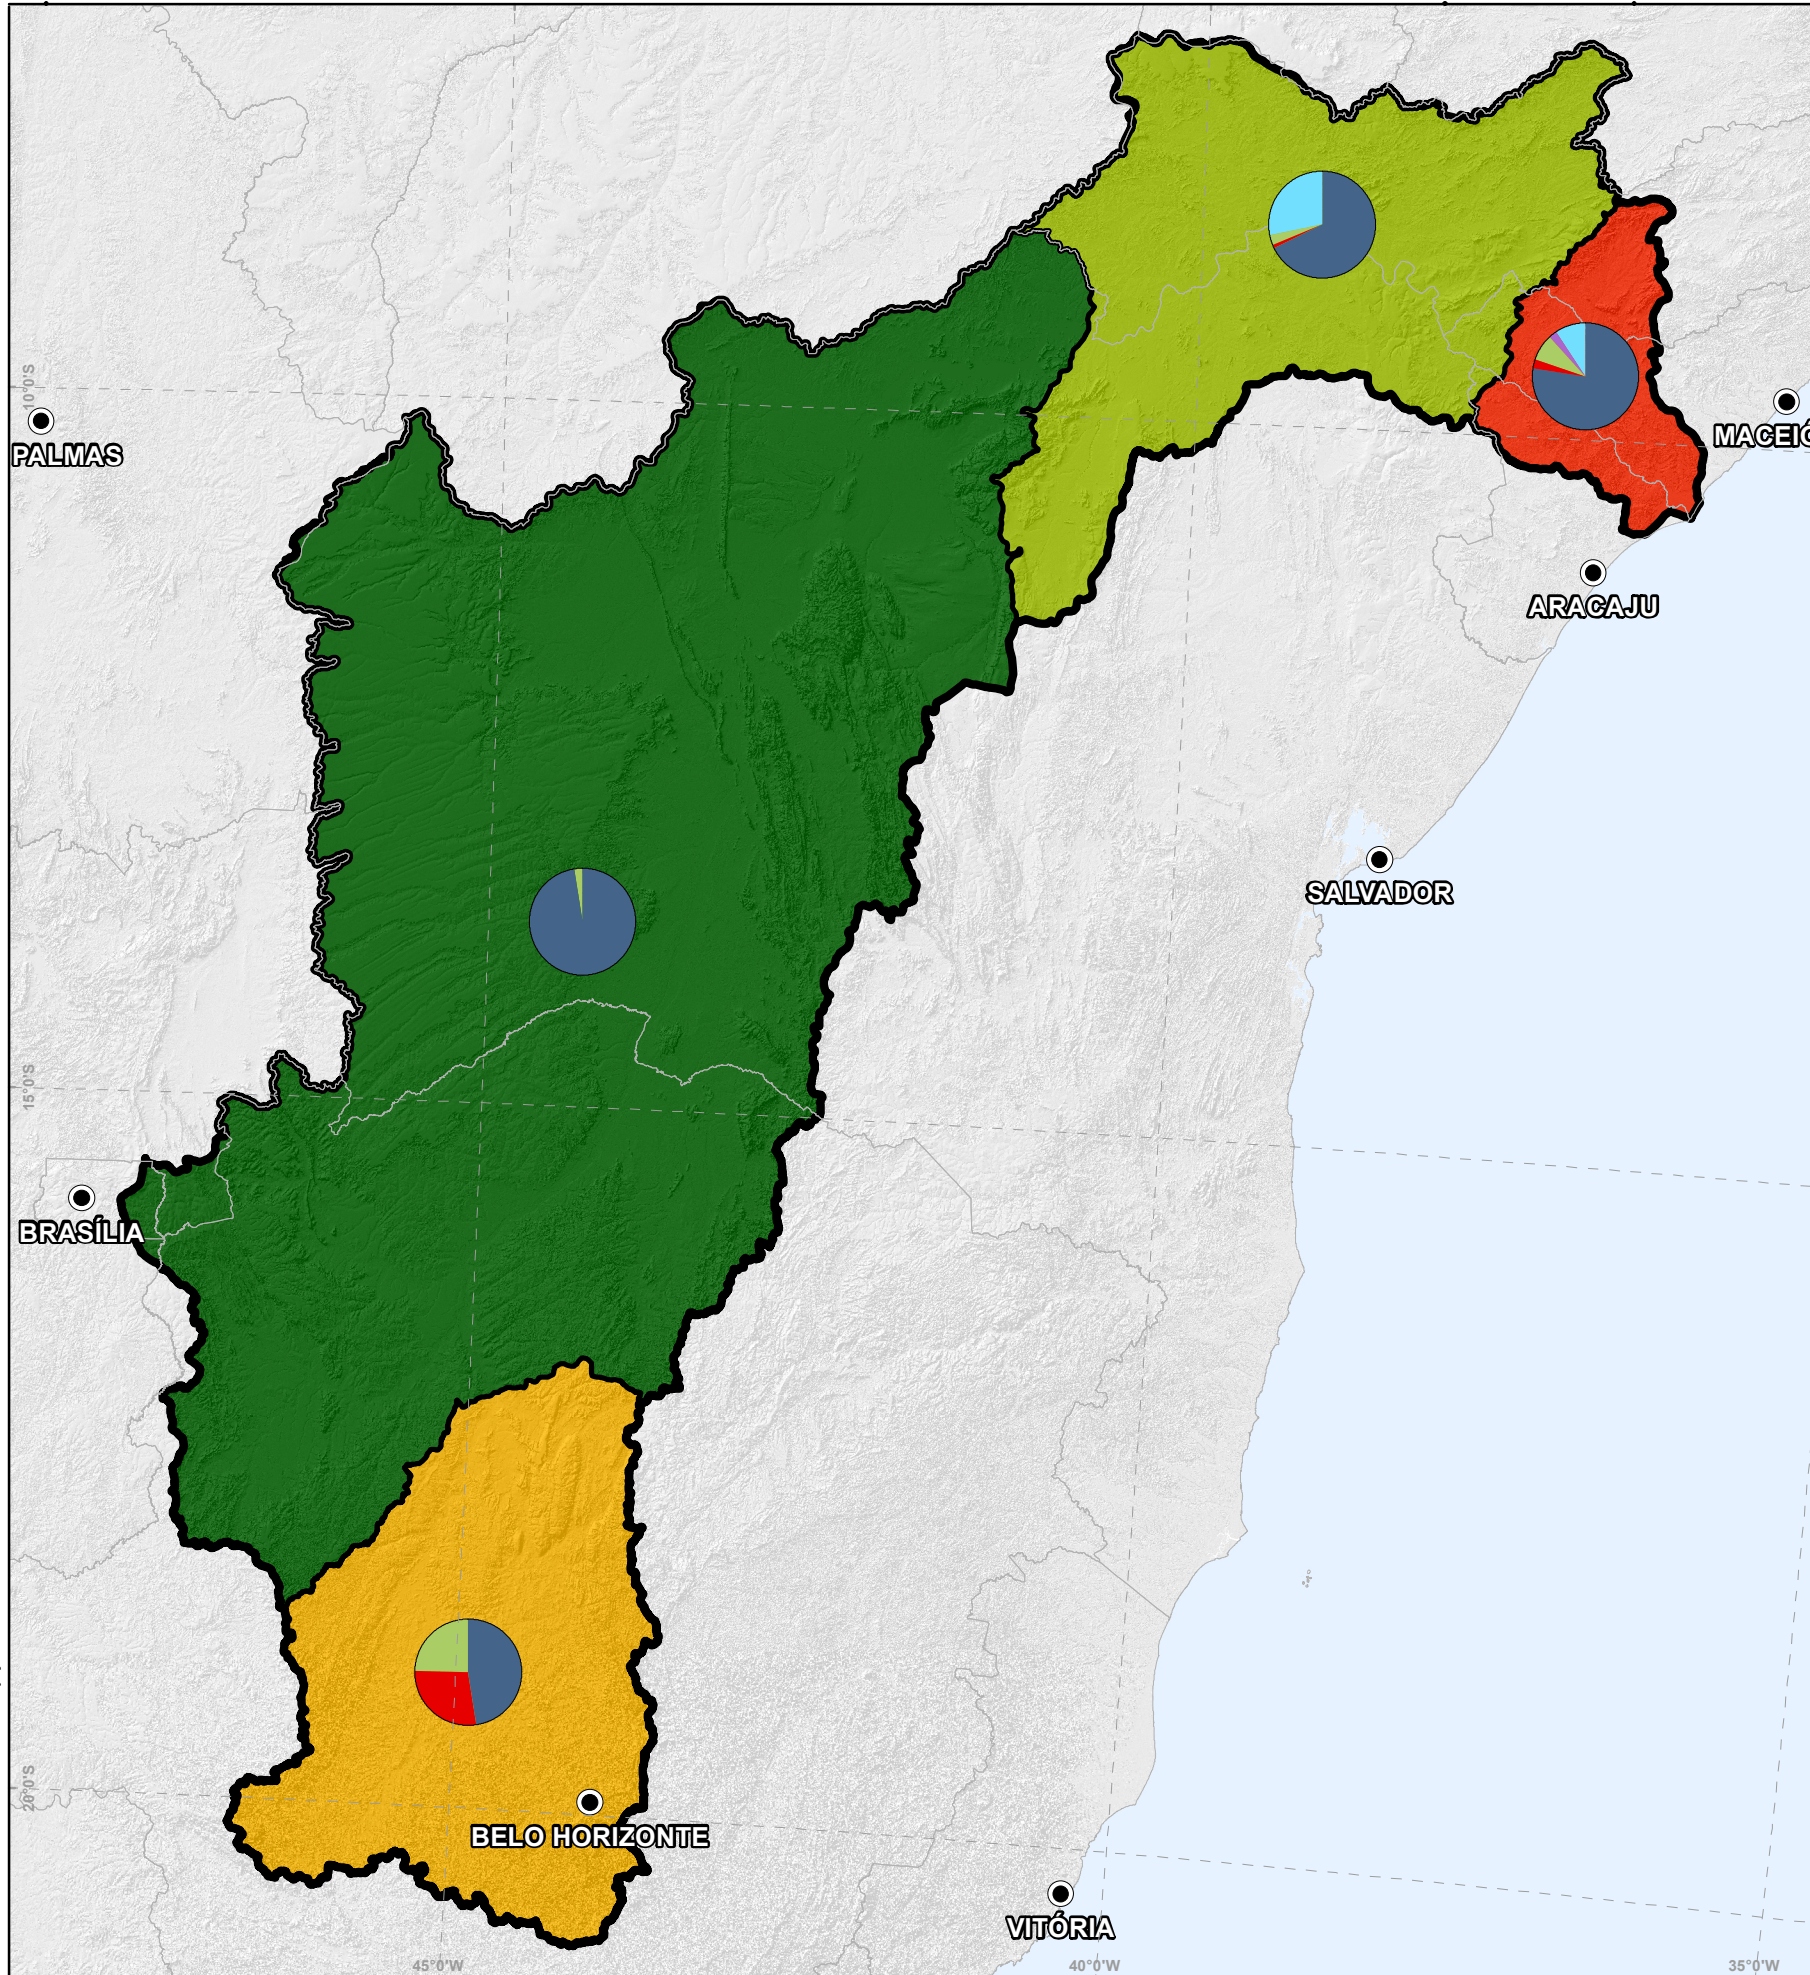 10°0'S
PALMAS
MACEIÓ
ARACAJU
SALVADOR
15°0'S
BRASÍLIA
20°0'S
BELO HORIZONTE
VITÓRIA
45°0'W
40°0'W
35°0'W